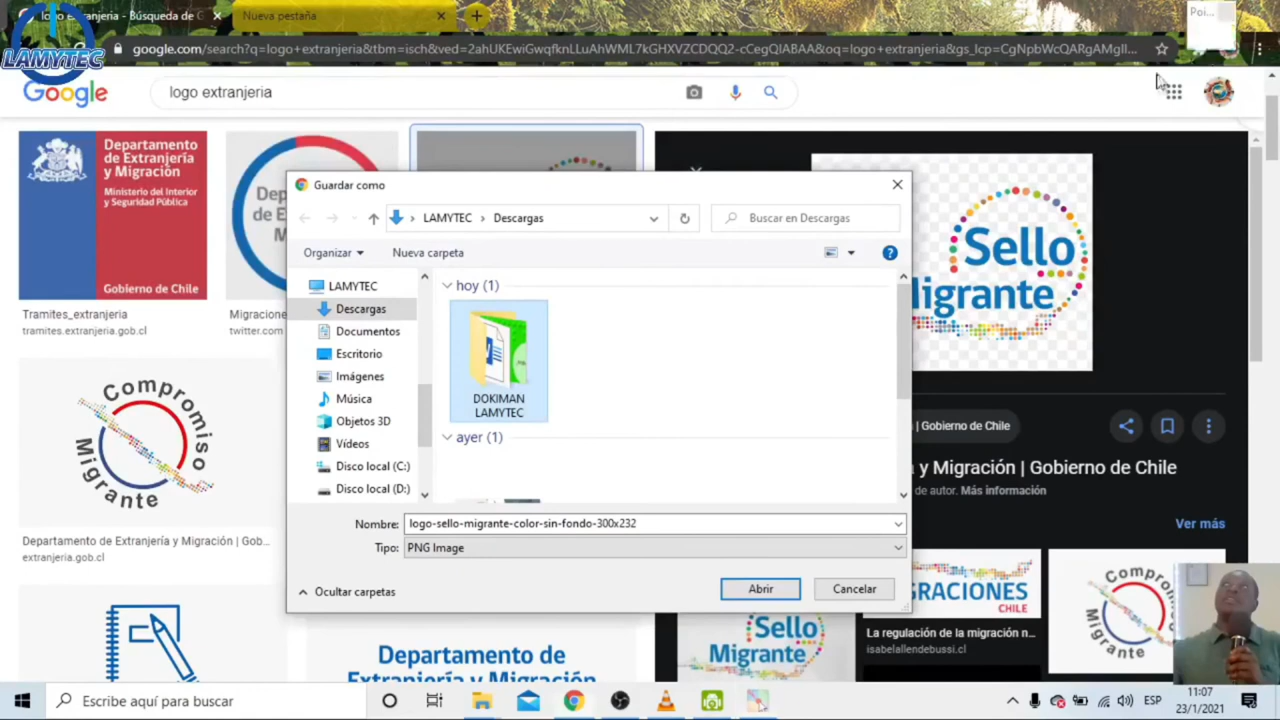 logo extranjeria - Búsqueda de G
Nueva pestaña
Poi...
LAMYTEC
google.com/search?q=logo+extranjeria&tbm=isch&ved=2ahUKEwiGwqfknLLuAhWML7kGHXVZCDQQ2-cCegQIABAA&oq=logo+extranjeria&gs_lcp=CgNpbWcQARgAMgIl...
Google
logo extranjeria
Departamento
de Extranjería
y Migración
Ministerio del Interior
y Seguridad Pública
Gobierno de Chile
Tramites_extranjeria
tramites.extranjeria.gob.cl
Migracione
twitter.com
Compromiso
Migrante
Departamento de Extranjería y Migración | Gob...
extranjeria.gob.cl
Departamento de
Guardar como
LAMYTEC
Descargas
Buscar en Descargas
Organizar
Nueva carpeta
LAMYTEC
Descargas
Documentos
Escritorio
Imágenes
Música
Objetos 3D
Vídeos
Disco local (C:)
Disco local (D:)
hoy (1)
DOKIMAN
LAMYTEC
ayer (1)
Nombre:
logo-sello-migrante-color-sin-fondo-300x232
Tipo:
PNG Image
Ocultar carpetas
Abrir
Cancelar
Sello
igrante
| Gobierno de Chile
y Migración | Gobierno de Chile
de autor. Más información
Ver más
Sello
Migrante
GRACIONES
CHILE
La regulación de la migración n...
isabelallendebussi.cl
Compromiso
Migrante
Escribe aquí para buscar
ESP
11:07
23/1/2021